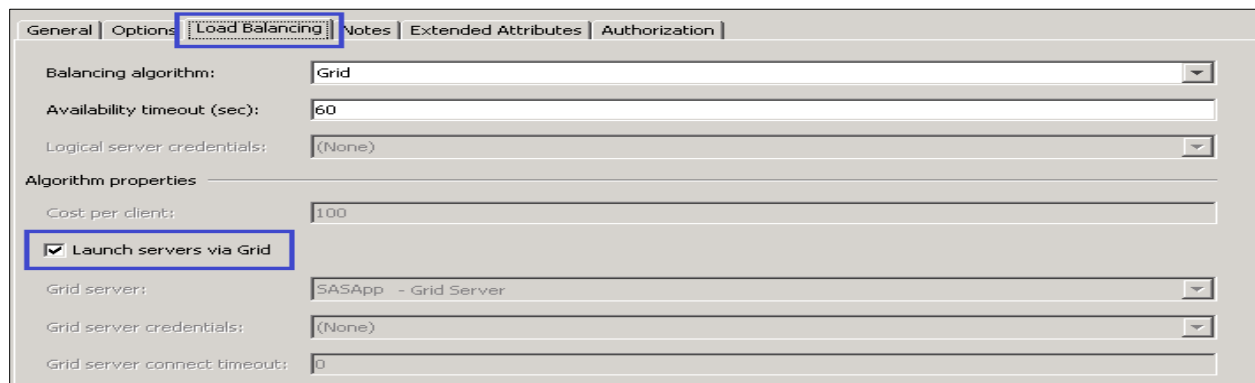 General Options Load Balancing Notes Extended Attributes Authorization
Balancing algorithm: Grid
Availability timeout (sec): 60
Logical server credentials: (None)
Algorithm properties
Cost per client: 100
Launch servers via Grid
Grid server: SASApp - Grid Server
Grid server credentials: (None)
Grid server connect timeout: 0